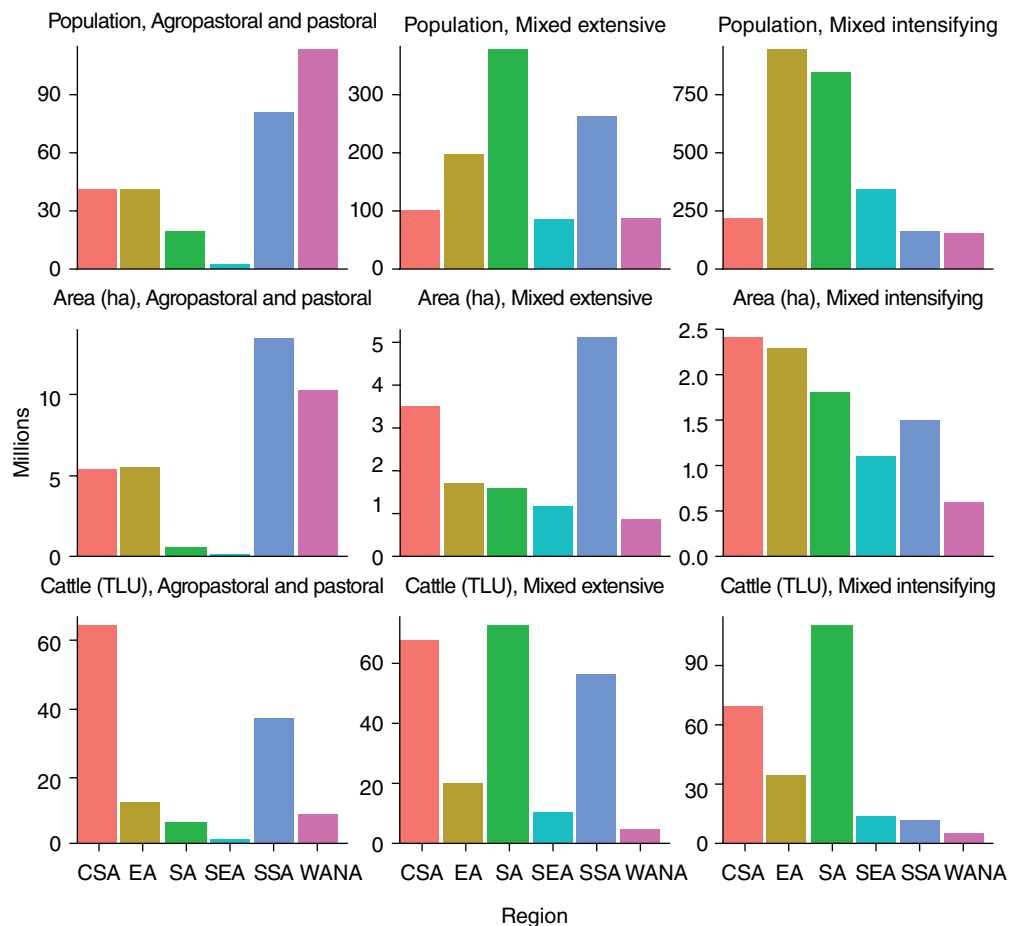 Population, Agropastoral and pastoral
Population, Mixed extensive
Population, Mixed intensifying
90
60
30
0
300
200
100
0
750
500
250
0
Area (ha), Agropastoral and pastoral
Area (ha), Mixed extensive
Area (ha), Mixed intensifying
Millions
10
5
0
5
4
3
2
1
0
2.5
2.0
1.5
1.0
0.5
0.0
Cattle (TLU), Agropastoral and pastoral
Cattle (TLU), Mixed extensive
Cattle (TLU), Mixed intensifying
60
40
20
0
60
40
20
0
90
60
30
0
CSA EA SA SEA SSA WANA
CSA EA SA SEA SSA WANA
CSA EA SA SEA SSA WANA
Region